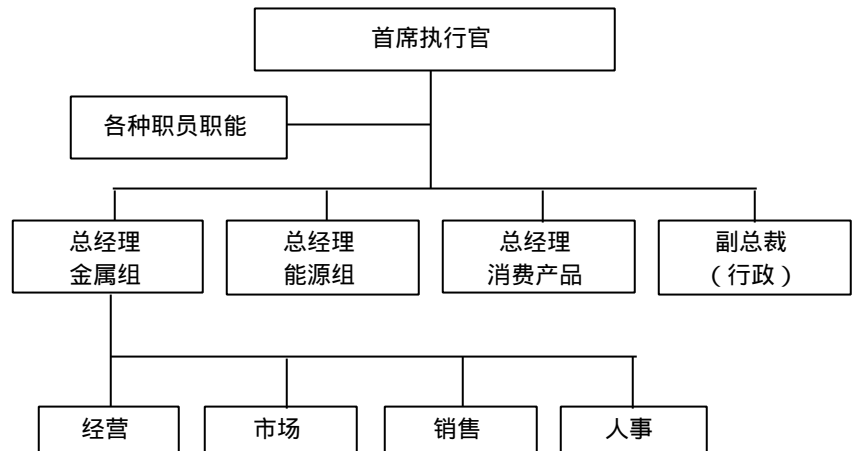 首席执行官
各种职员职能
总经理
金属组
总经理
能源组
总经理
消费产品
副总裁
（行政）
经营
市场
销售
人事